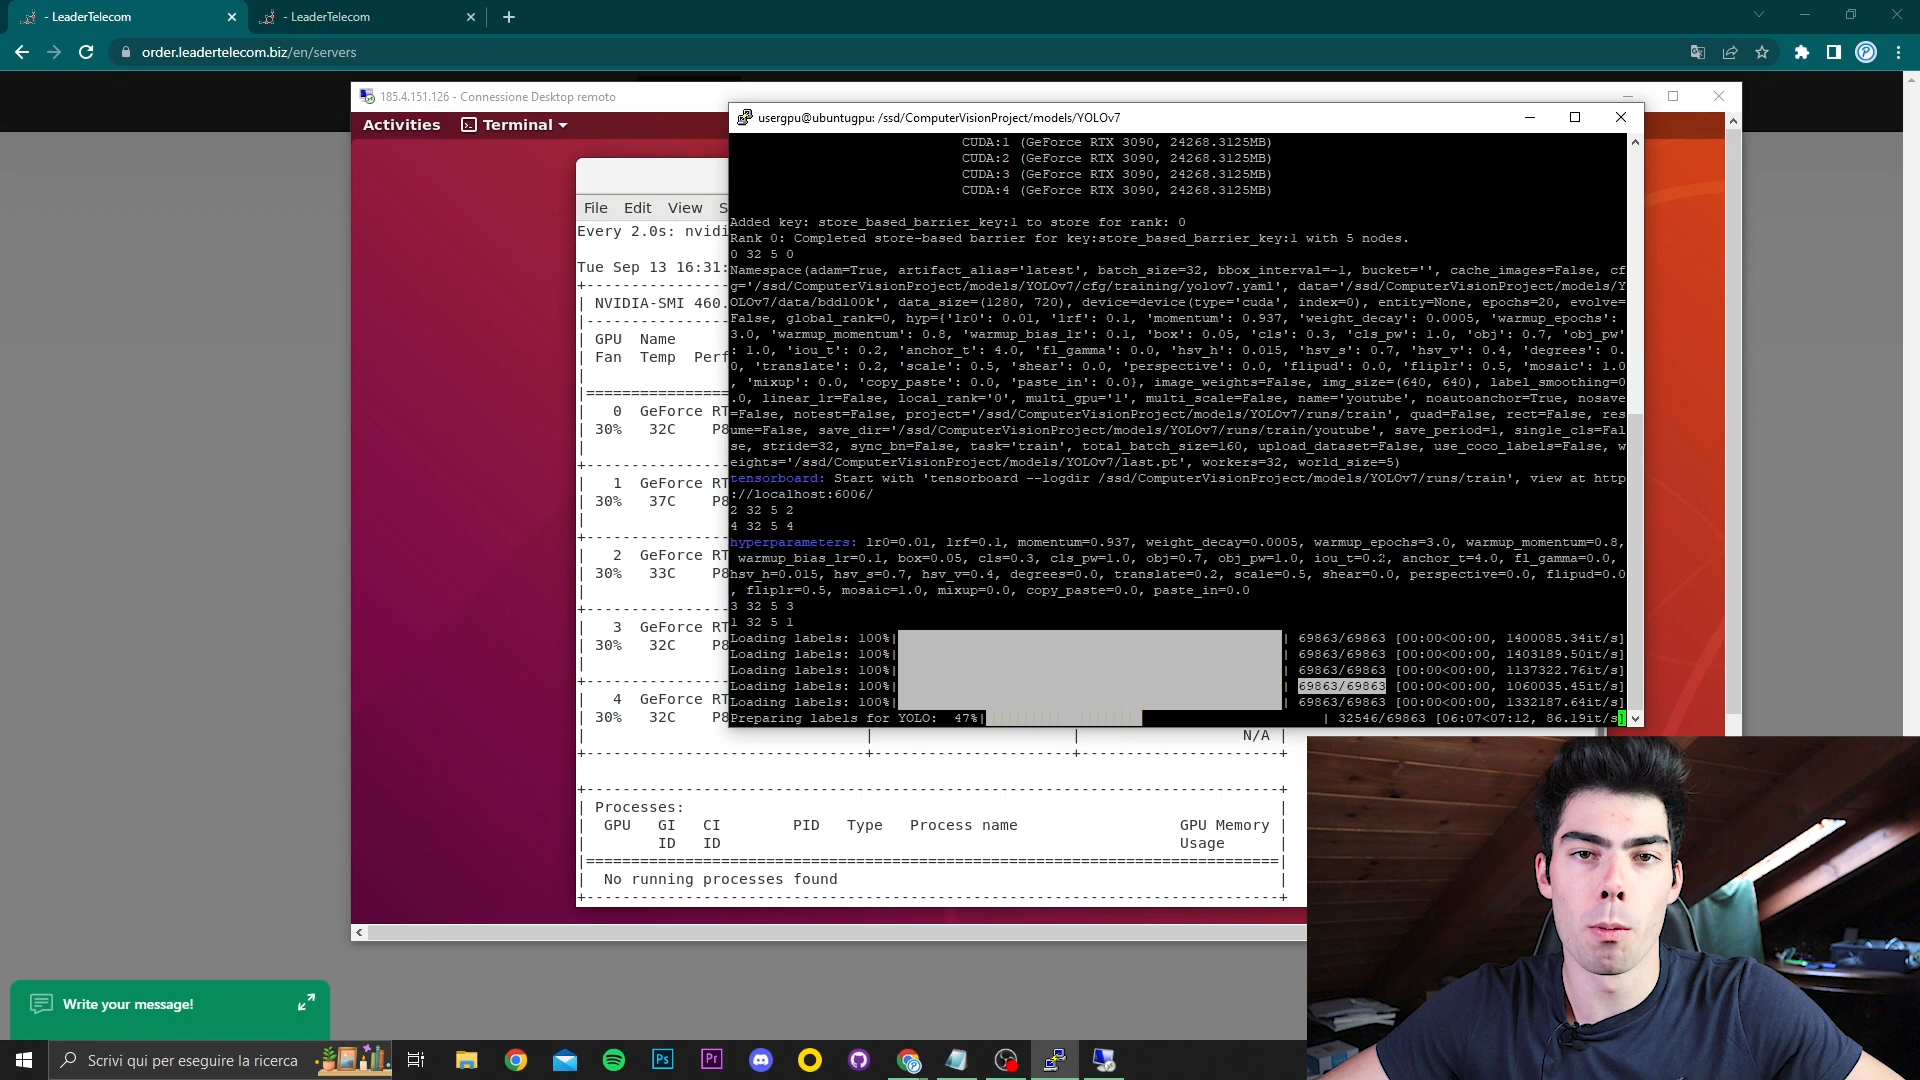 - LeaderTelecom
- LeaderTelecom
order.leadertelecom.biz/en/servers
185.4.151.126 - Connessione Desktop remoto
Activities
Terminal
usergpu@ubuntugpu: /ssd/ComputerVisionProject/models/YOLOv7
CUDA:1 (GeForce RTX 3090, 24268.3125MB)
CUDA:2 (GeForce RTX 3090, 24268.3125MB)
CUDA:3 (GeForce RTX 3090, 24268.3125MB)
CUDA:4 (GeForce RTX 3090, 24268.3125MB)
Added key: store_based_barrier_key:1 to store for rank: 0
Rank 0: Completed store-based barrier for key:store_based_barrier_key:1 with 5 nodes.
0 32 5 0
Namespace(adam=True, artifact_alias='latest', batch_size=32, bbox_interval=-1, bucket='', cache_images=False, cf
g='/ssd/ComputerVisionProject/models/YOLOv7/cfg/training/yolov7.yaml', data='/ssd/ComputerVisionProject/models/Y
OLOv7/data/bdd100k', data_size=(1280, 720), device=device(type='cuda', index=0), entity=None, epochs=20, evolve=
False, global_rank=0, hyp={'lr0': 0.01, 'lrf': 0.1, 'momentum': 0.937, 'weight_decay': 0.0005, 'warmup_epochs':
3.0, 'warmup_momentum': 0.8, 'warmup_bias_lr': 0.1, 'box': 0.05, 'cls': 0.3, 'cls_pw': 1.0, 'obj': 0.7, 'obj_pw'
: 1.0, 'iou_t': 0.2, 'anchor_t': 4.0, 'fl_gamma': 0.0, 'hsv_h': 0.015, 'hsv_s': 0.7, 'hsv_v': 0.4, 'degrees': 0.
0, 'translate': 0.2, 'scale': 0.5, 'shear': 0.0, 'perspective': 0.0, 'flipud': 0.0, 'fliplr': 0.5, 'mosaic': 1.0
, 'mixup': 0.0, 'copy_paste': 0.0, 'paste_in': 0.0}, image_weights=False, img_size=(640, 640), label_smoothing=0
.0, linear_lr=False, local_rank='0', multi_gpu='1', multi_scale=False, name='youtube', noautoanchor=True, nosave
=False, notest=False, project='/ssd/ComputerVisionProject/models/YOLOv7/runs/train', quad=False, rect=False, res
ume=False, save_dir='/ssd/ComputerVisionProject/models/YOLOv7/runs/train/youtube', save_period=1, single_cls=Fal
se, stride=32, sync_bn=False, task='train', total_batch_size=160, upload_dataset=False, use_coco_labels=False, w
eights='/ssd/ComputerVisionProject/models/YOLOv7/last.pt', workers=32, world_size=5)
tensorboard: Start with 'tensorboard --logdir /ssd/ComputerVisionProject/models/YOLOv7/runs/train', view at http
://localhost:6006/
2 32 5 2
4 32 5 4
hyperparameters: lr0=0.01, lrf=0.1, momentum=0.937, weight_decay=0.0005, warmup_epochs=3.0, warmup_momentum=0.8,
warmup_bias_lr=0.1, box=0.05, cls=0.3, cls_pw=1.0, obj=0.7, obj_pw=1.0, iou_t=0.2, anchor_t=4.0, fl_gamma=0.0,
hsv_h=0.015, hsv_s=0.7, hsv_v=0.4, degrees=0.0, translate=0.2, scale=0.5, shear=0.0, perspective=0.0, flipud=0.0
, fliplr=0.5, mosaic=1.0, mixup=0.0, copy_paste=0.0, paste_in=0.0
3 32 5 3
1 32 5 1
Loading labels: 100%| | 69863/69863 [00:00<00:00, 1400085.34it/s]
Loading labels: 100%| | 69863/69863 [00:00<00:00, 1403189.50it/s]
Loading labels: 100%| | 69863/69863 [00:00<00:00, 1137322.76it/s]
Loading labels: 100%| | 69863/69863 [00:00<00:00, 1060035.45it/s]
Loading labels: 100%| | 69863/69863 [00:00<00:00, 1332187.64it/s]
Preparing labels for YOLO: 47%| | 32546/69863 [06:07<07:12, 86.19it/s]
File Edit View S
Every 2.0s: nvidi
Tue Sep 13 16:31:
NVIDIA-SMI 460.
GPU Name
Fan Temp Perf
0 GeForce RT
30% 32C P8
1 GeForce RT
30% 37C P8
2 GeForce RT
30% 33C P8
3 GeForce RT
30% 32C P8
4 GeForce RT
30% 32C P8
N/A
Processes:
GPU GI CI PID Type Process name GPU Memory
ID ID Usage
No running processes found
Write your message!
Scrivi qui per eseguire la ricerca
Ps
Pr